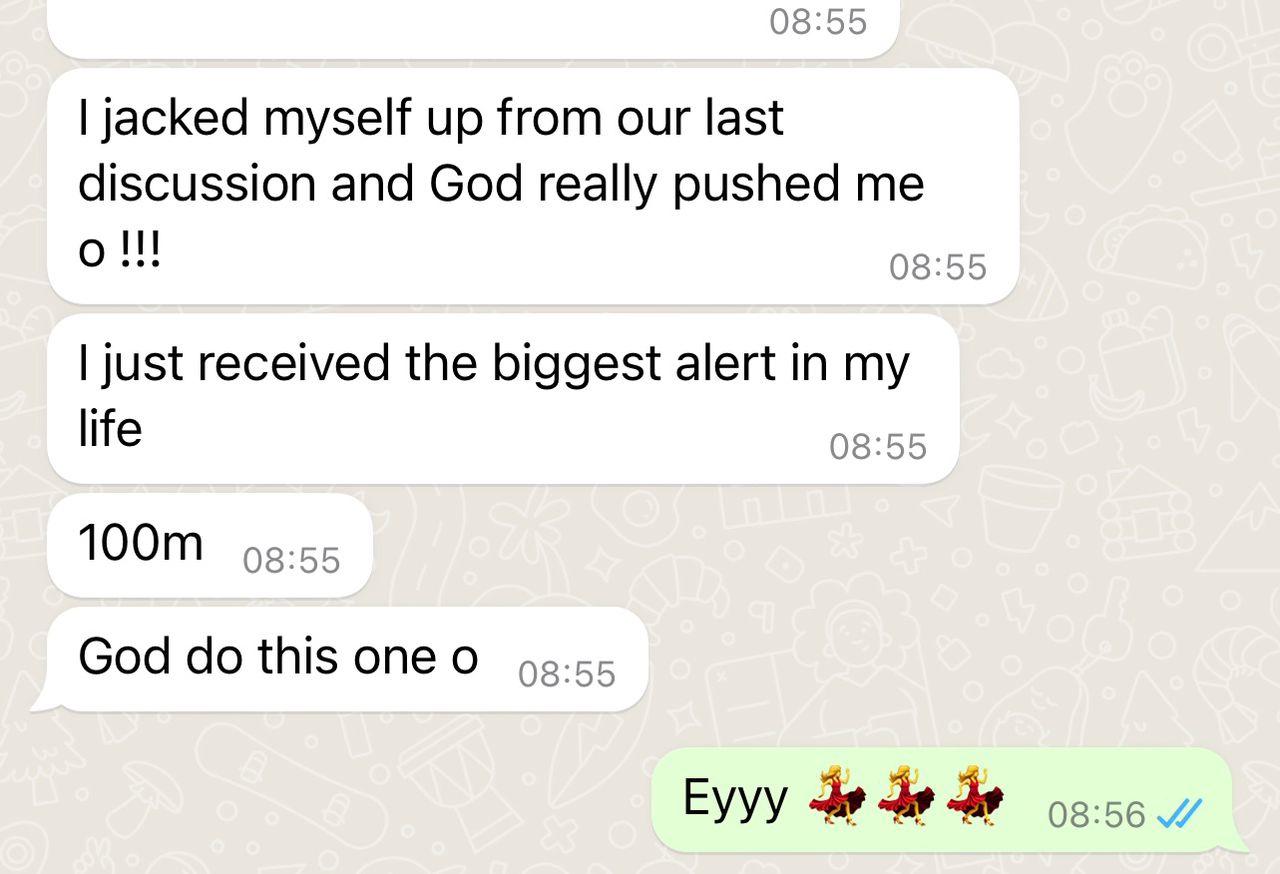 08:55
I jacked myself up from our last
discussion and God really pushed me
o !!!
08:55
I just received the biggest alert in my
life
08:55
100m 08:55
God do this one o 08:55
Eyyy 💃💃💃 08:56